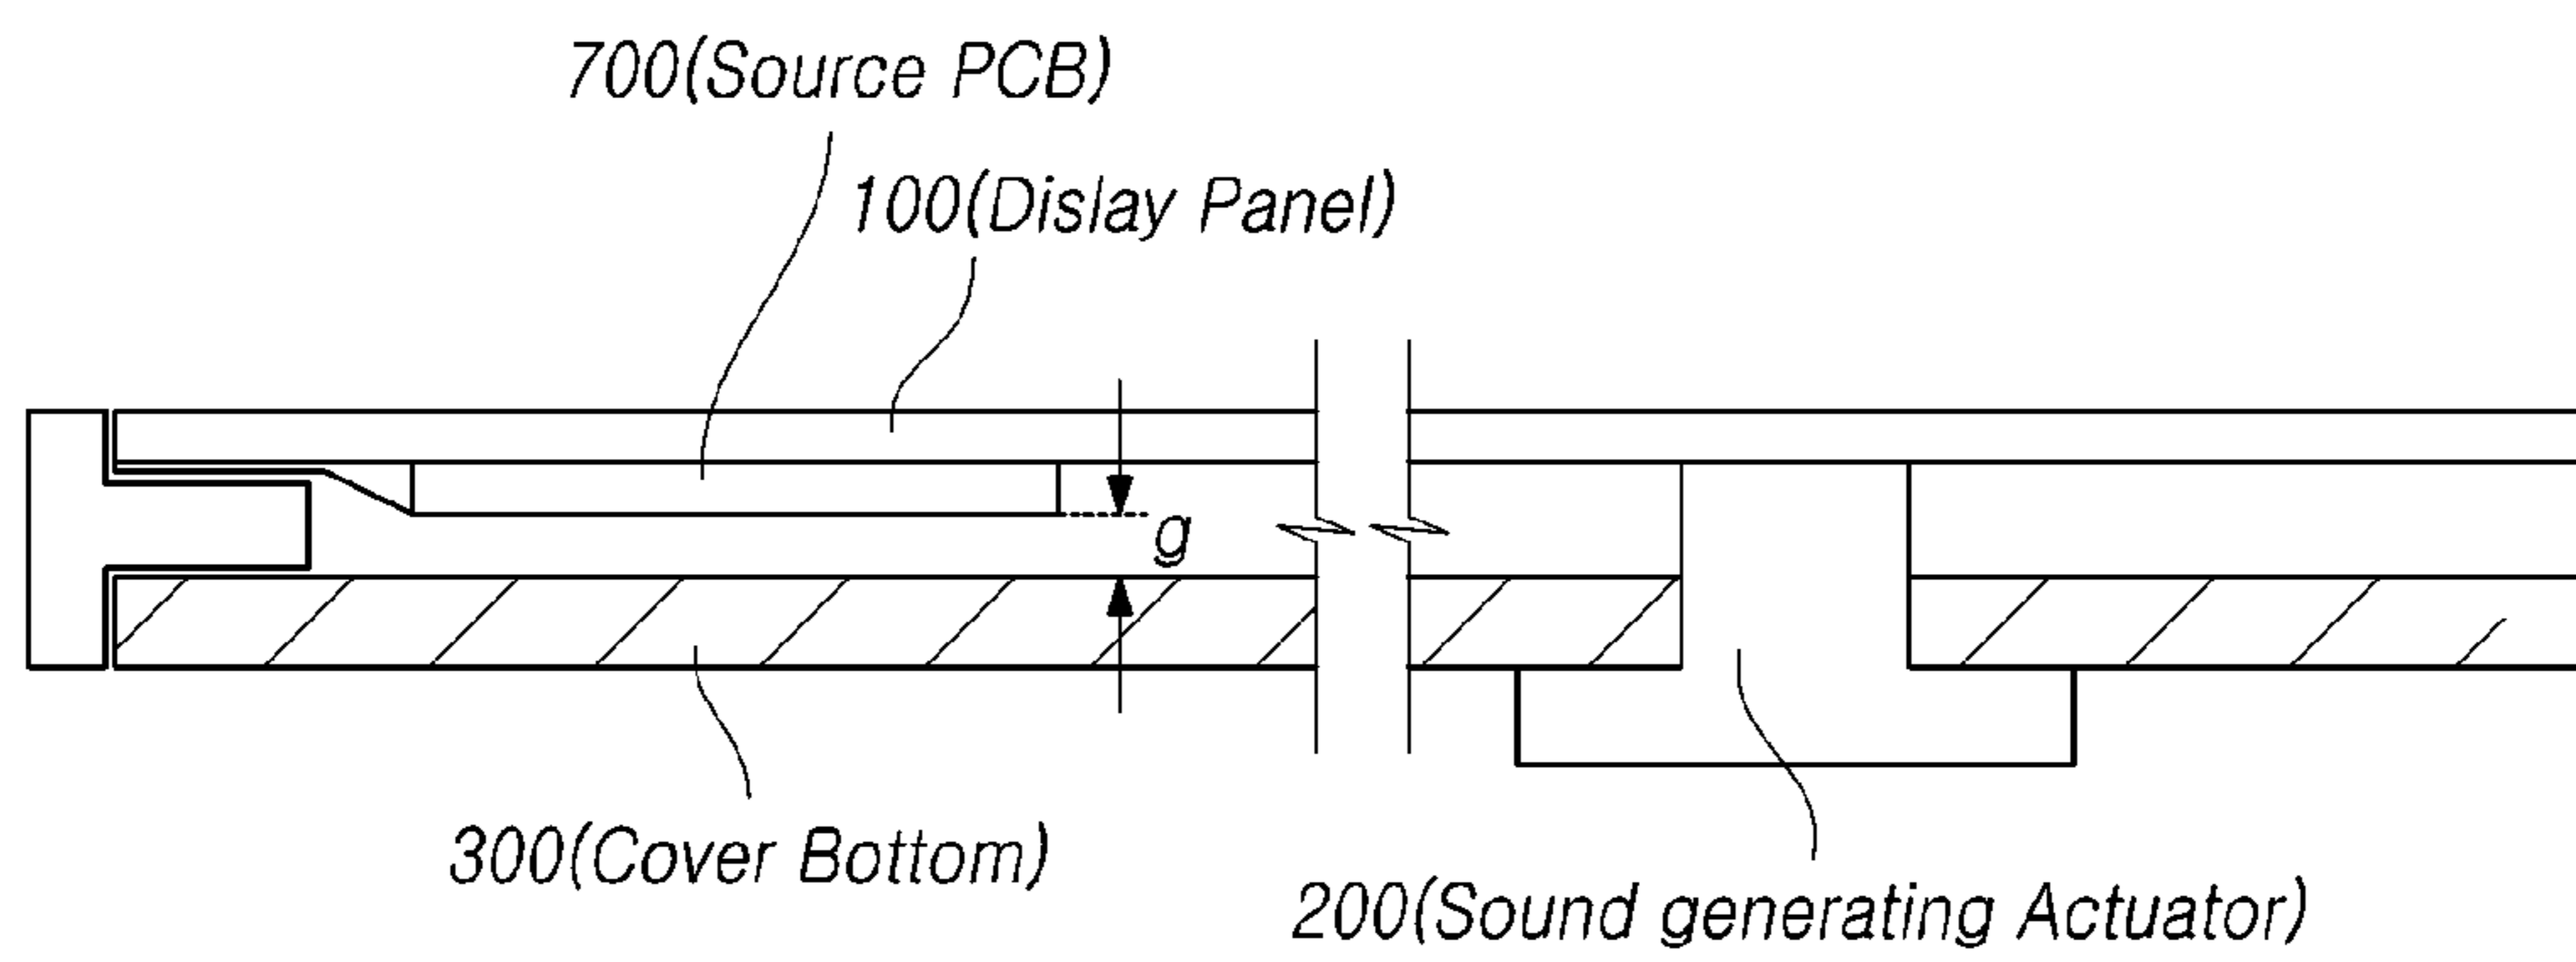 700(Source PCB)
100(Dislay Panel)
g
300(Cover Bottom)
200(Sound generating Actuator)